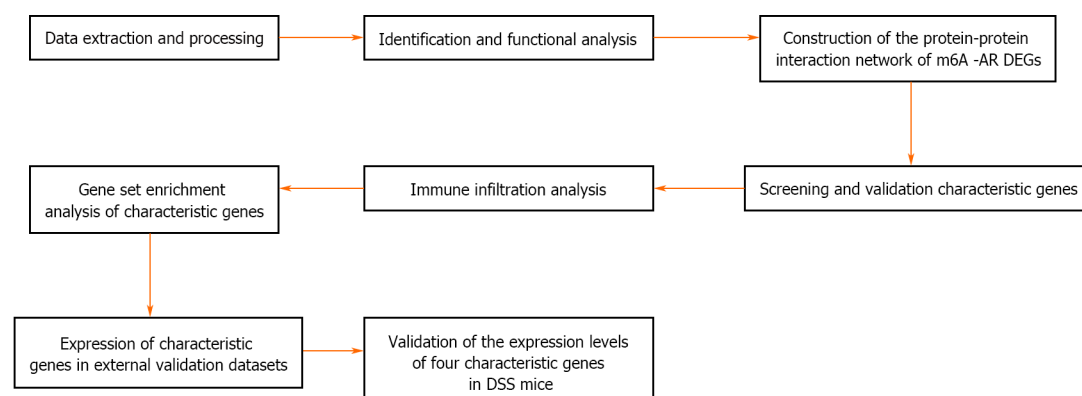 Data extraction and processing
Identification and functional analysis
Construction of the protein-protein
interaction network of m6A -AR DEGs
Screening and validation characteristic genes
Immune infiltration analysis
Gene set enrichment
analysis of characteristic genes
Expression of characteristic
genes in external validation datasets
Validation of the expression levels
of four characteristic genes
in DSS mice